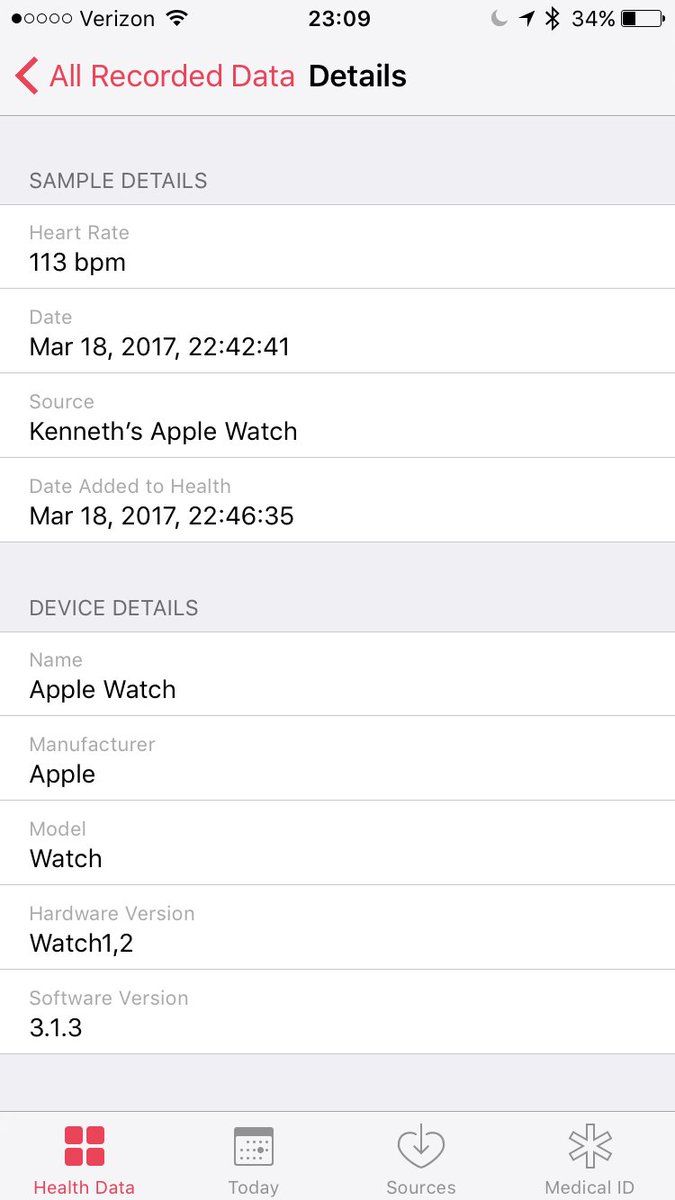 Verizon 23:09 34%
All Recorded Data Details
SAMPLE DETAILS
Heart Rate
113 bpm
Date
Mar 18, 2017, 22:42:41
Source
Kenneth’s Apple Watch
Date Added to Health
Mar 18, 2017, 22:46:35
DEVICE DETAILS
Name
Apple Watch
Manufacturer
Apple
Model
Watch
Hardware Version
Watch1,2
Software Version
3.1.3
Health Data Today Sources Medical ID